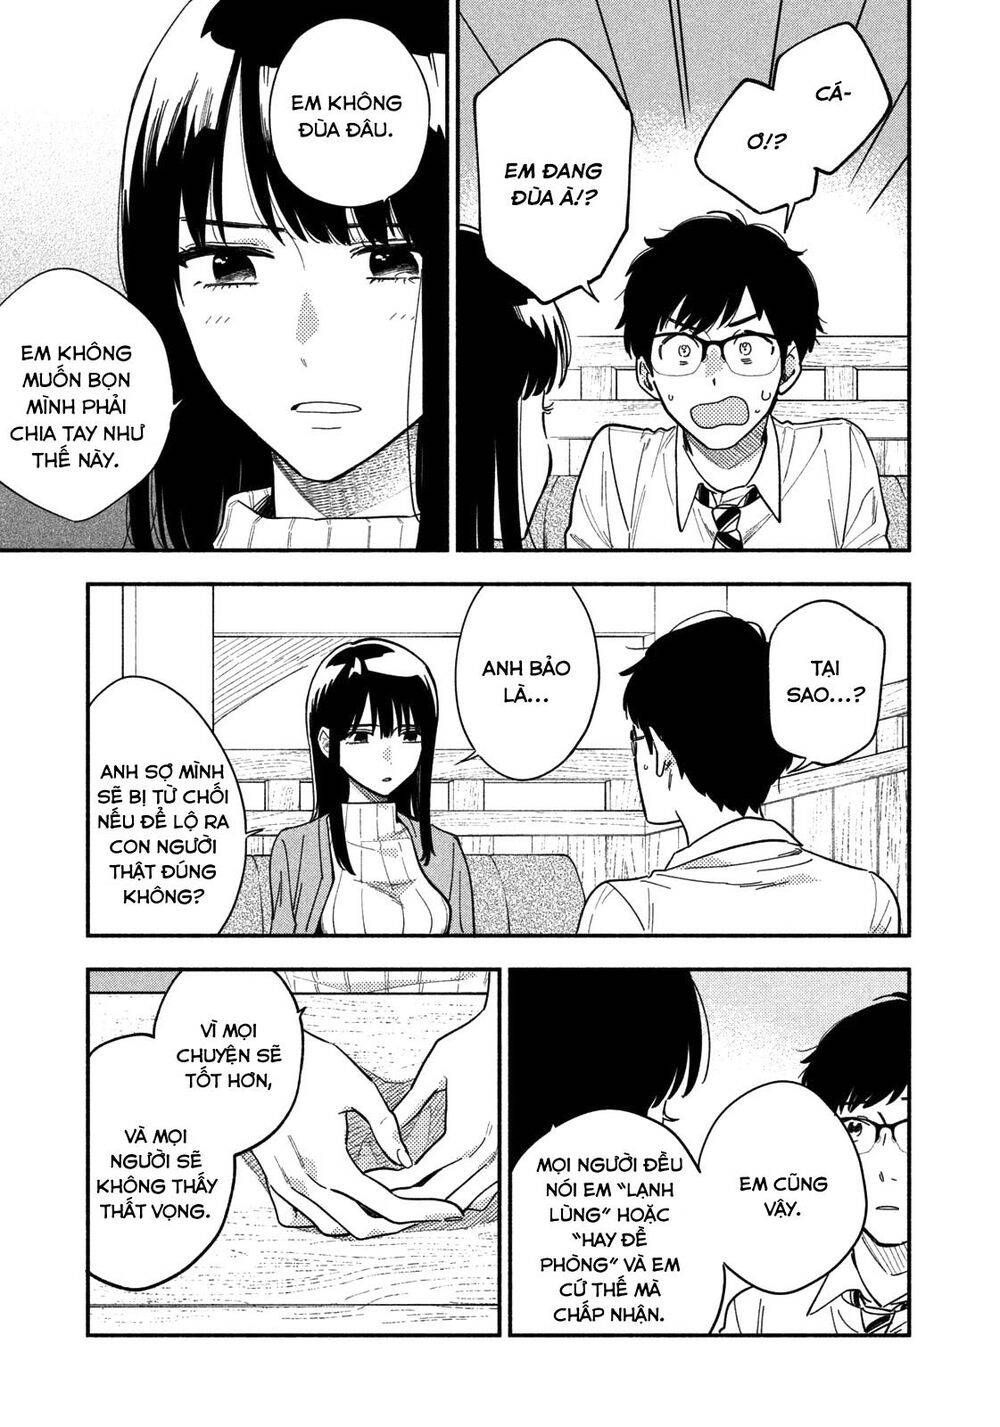 CÁ-
Ơ!?
EM ĐANG
ĐÙA À!?
EM KHÔNG
ĐÙA ĐÂU.
EM KHÔNG
MUỐN BỌN
MÌNH PHẢI
CHIA TAY NHƯ
THẾ NÀY.
TẠI
SAO...?
ANH BẢO
LÀ...
ANH SỢ MÌNH
SẼ BỊ TỪ CHỐI
NẾU ĐỂ LỘ RA
CON NGƯỜI
THẬT ĐÚNG
KHÔNG?
EM CŨNG
VẬY.
MỌI NGƯỜI ĐỀU
NÓI EM "LẠNH
LÙNG" HOẶC
"HAY ĐỀ
PHÒNG" VÀ EM
CỨ THẾ MÀ
CHẤP NHẬN.
VÌ MỌI
CHUYỆN SẼ
TỐT HƠN,
VÀ MỌI
NGƯỜI SẼ
KHÔNG THẤY
THẤT VỌNG.